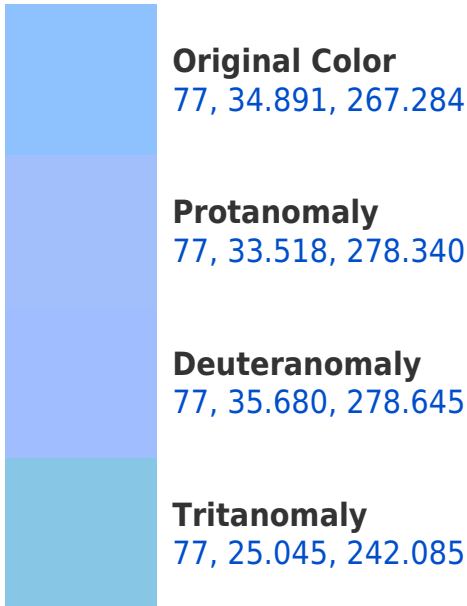 Original Color
77, 34.891, 267.284
Protanomaly
77, 33.518, 278.340
Deuteranomaly
77, 35.680, 278.645
Tritanomaly
77, 25.045, 242.085